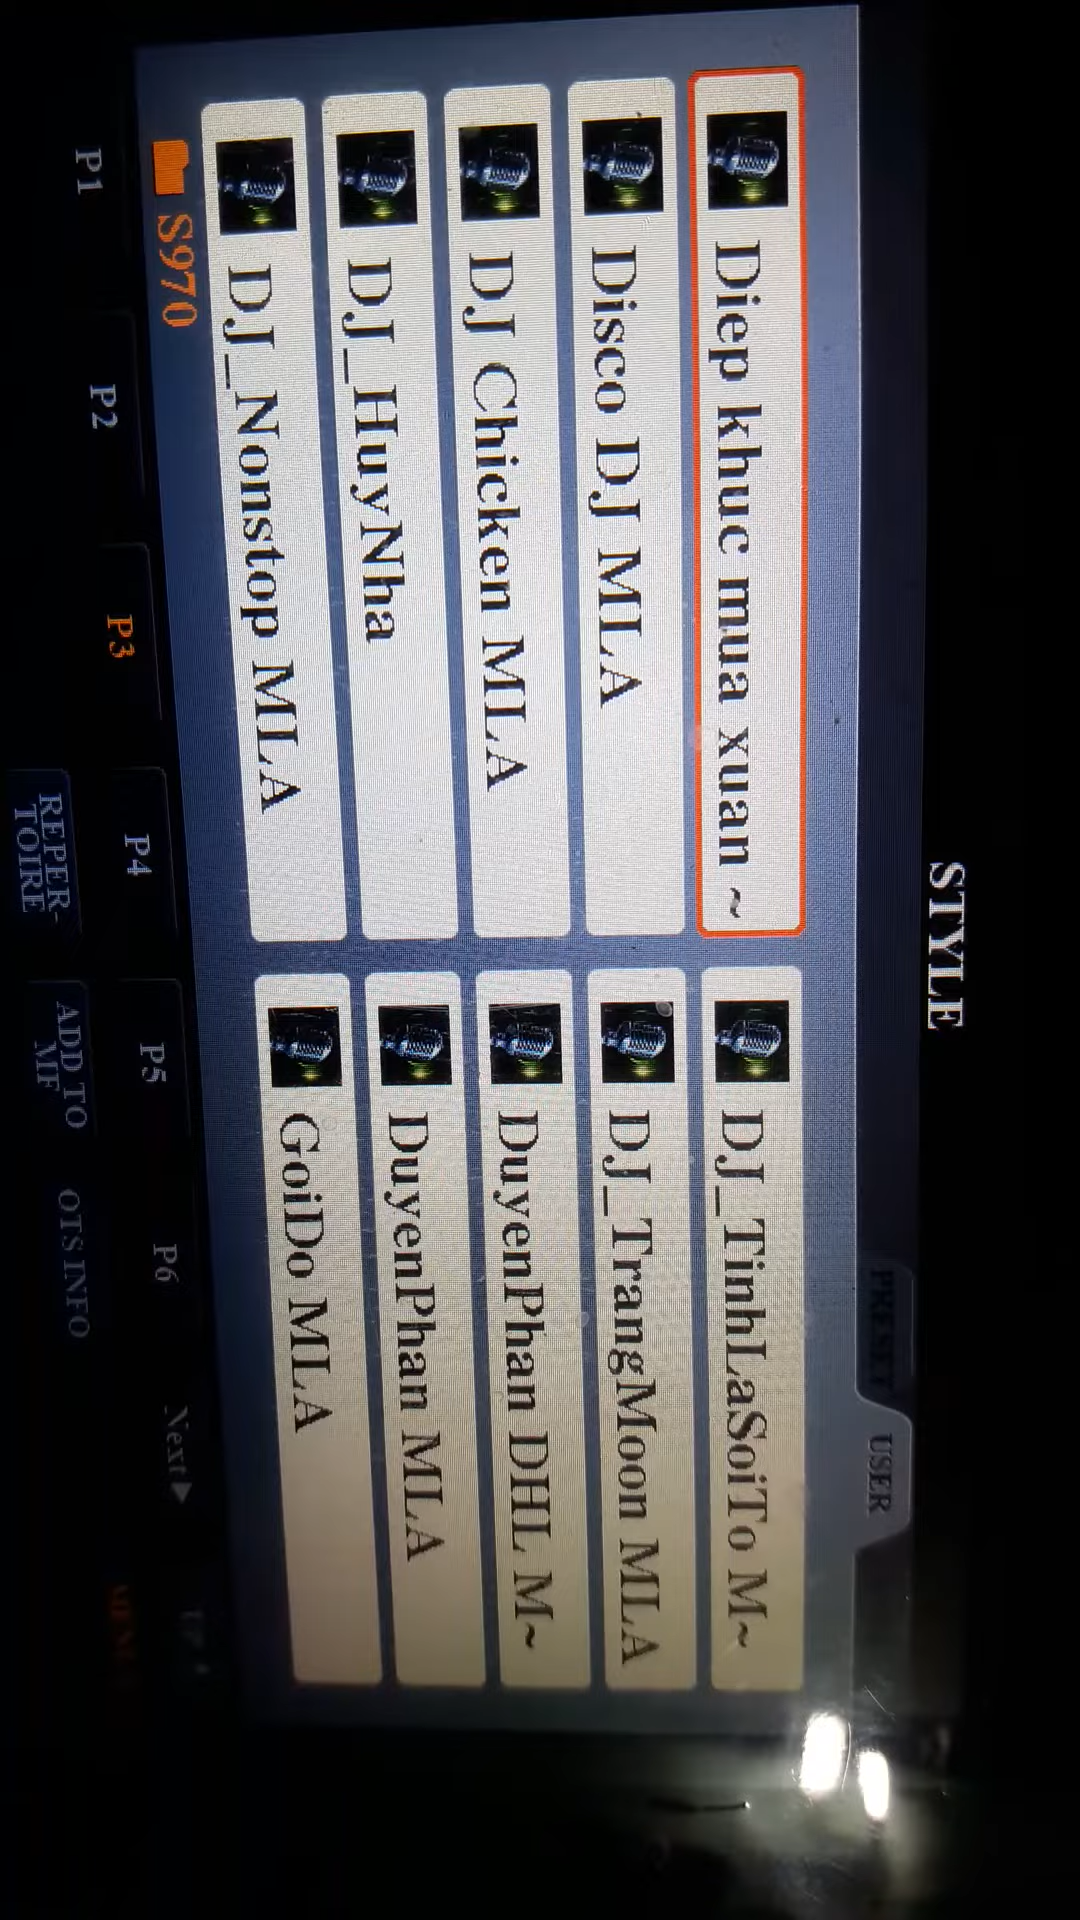 STYLE
PRESET
USER
Diep khuc mua xuan ~
DJ_TinhLaSoiTo M~
Disco DJ MLA
DJ_TrangMoon MLA
DJ Chicken MLA
DuyenPhan DHL M~
DJ_HuyNha
DuyenPhan MLA
DJ_Nonstop MLA
GoiDo MLA
S970
P1
P2
P3
P4
P5
P6
Next
REPER-
TOIRE
ADD TO
MF
OTS INFO